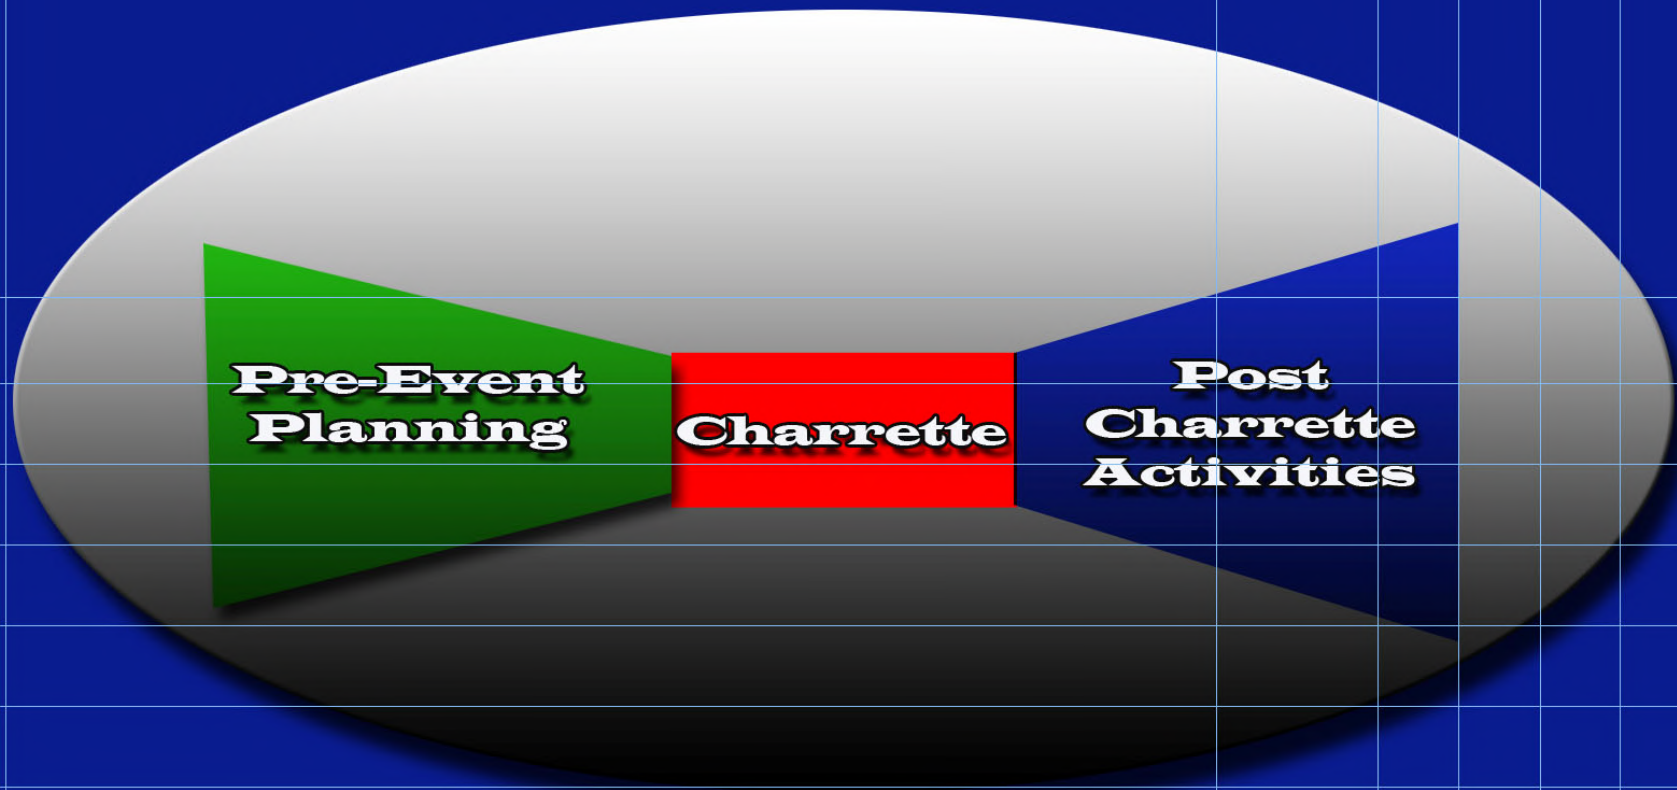 Pre-Event
Planning
Charrette
Post
Charrette
Activities